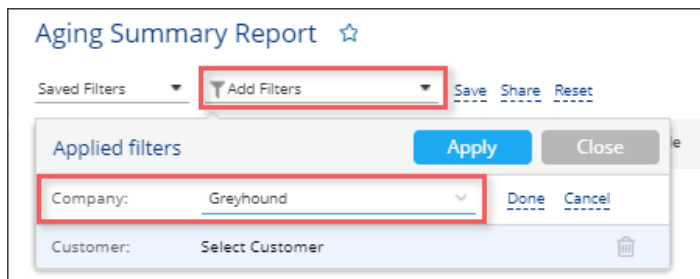 Aging Summary Report
Saved Filters Add Filters Save Share Reset
Applied filters Apply Close
Company: Greyhound Done Cancel
Customer: Select Customer